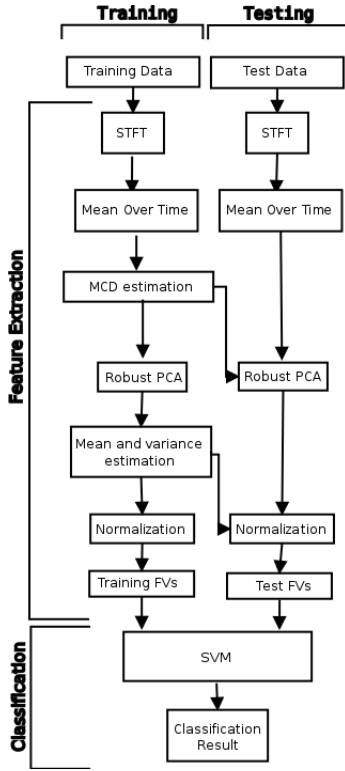 Training Testing
Training Data Test Data
STFT STFT
Mean Over Time Mean Over Time
Feature Extraction
MCD estimation
Robust PCA Robust PCA
Mean and variance
estimation
Normalization Normalization
Training FVs Test FVs
Classification
SVM
Classification
Result